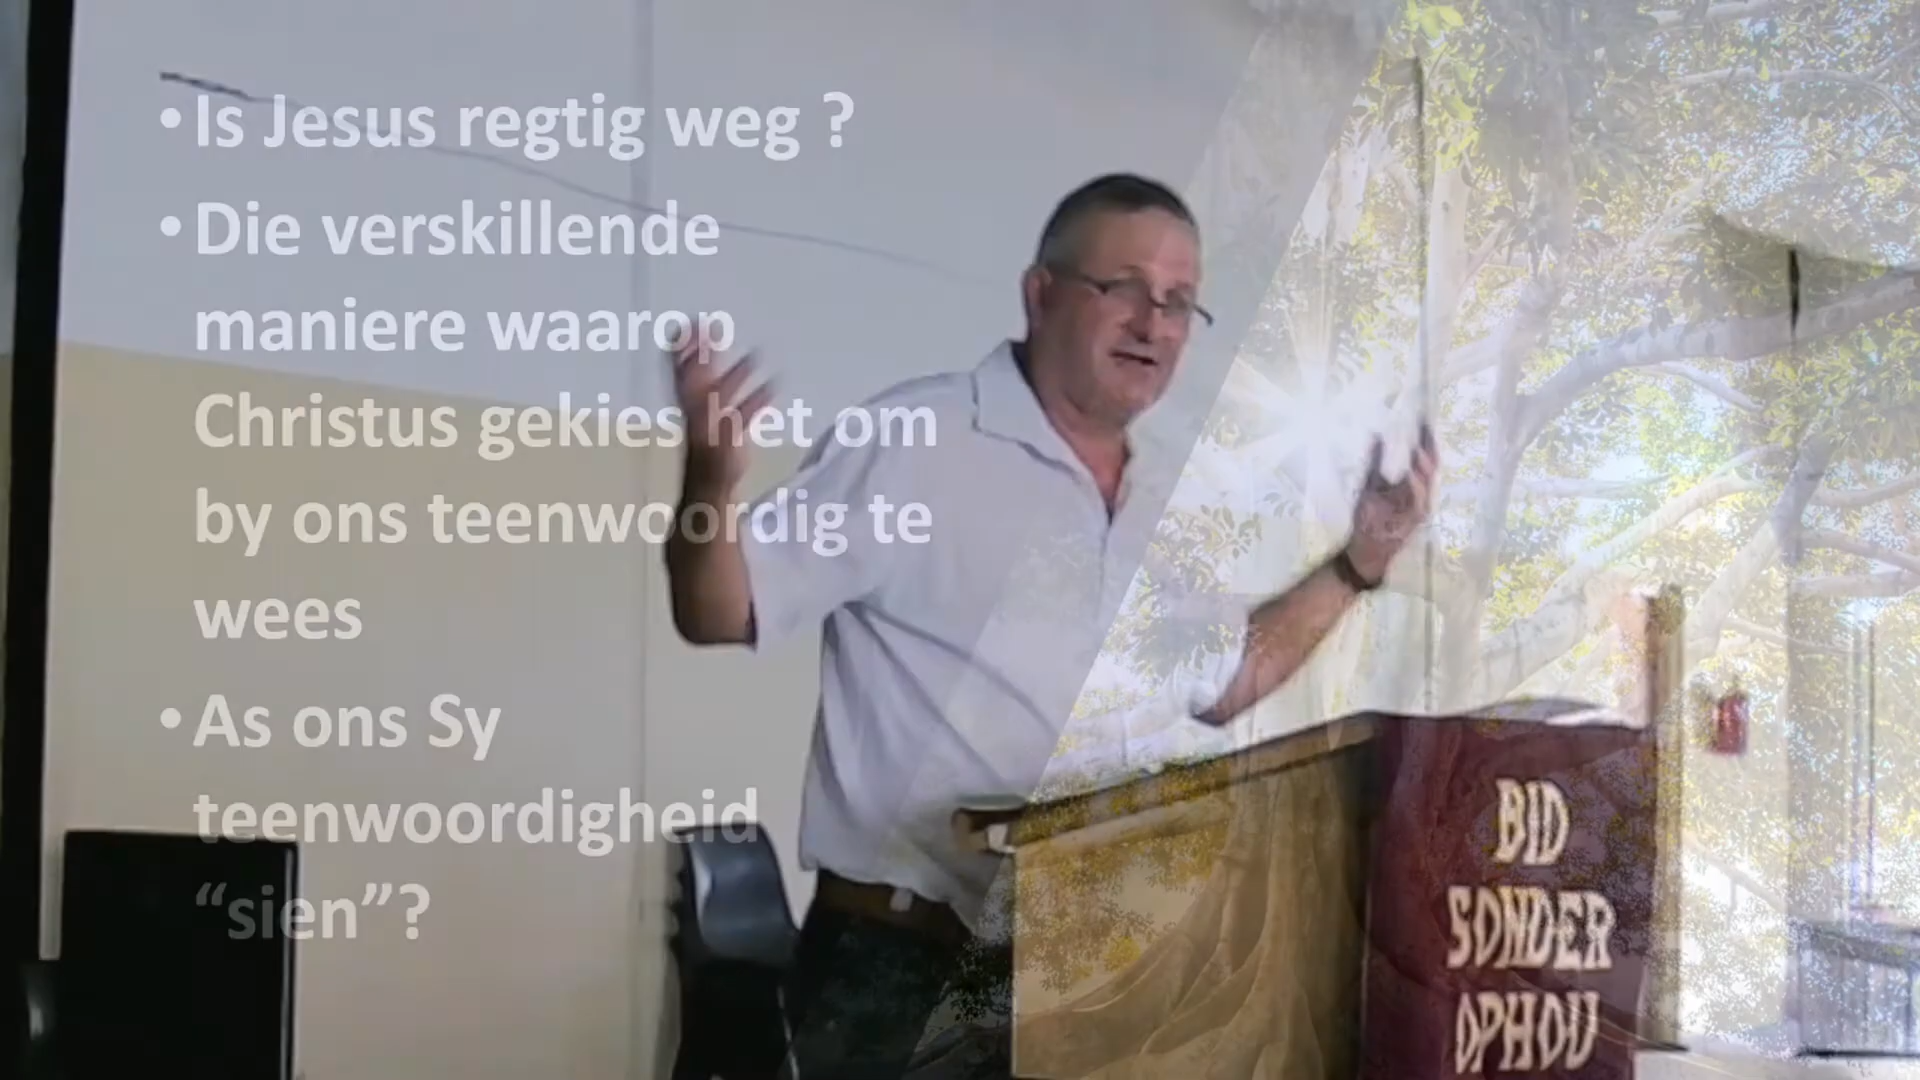 • Is Jesus regtig weg ?
• Die verskillende
maniere waarop
Christus gekies het om
by ons teenwoordig te
wees
• As ons Sy
teenwoordigheid
“sien”?
BID
SONDER
OPHOU